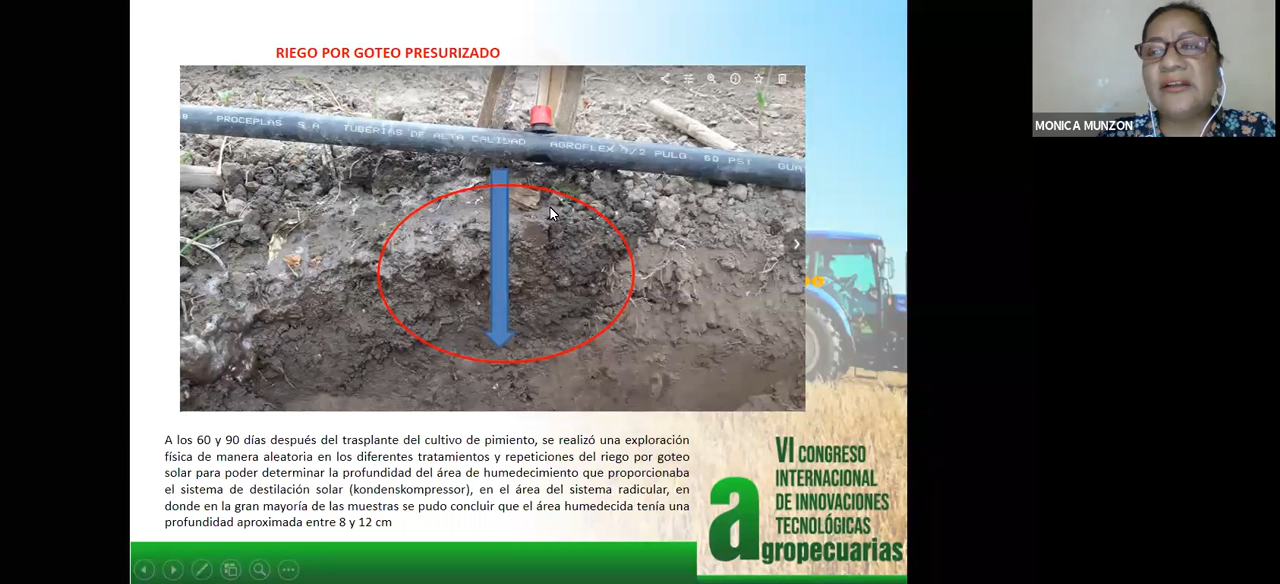 RIEGO POR GOTEO PRESURIZADO
PROCEPLAS S A TUBERIAS DE ALTA CALIDAD AGROFLEX 1/2 PULG. 60 PSI GUA
MONICA MUNZON
A los 60 y 90 días después del trasplante del cultivo de pimiento, se realizó una exploración
física de manera aleatoria en los diferentes tratamientos y repeticiones del riego por goteo
solar para poder determinar la profundidad del área de humedecimiento que proporcionaba
el sistema de destilación solar (kondenskompressor), en el área del sistema radicular, en
donde en la gran mayoría de las muestras se pudo concluir que el área humedecida tenía una
profundidad aproximada entre 8 y 12 cm
VI CONGRESO
INTERNACIONAL
DE INNOVACIONES
TECNOLÓGICAS
agropecuarias